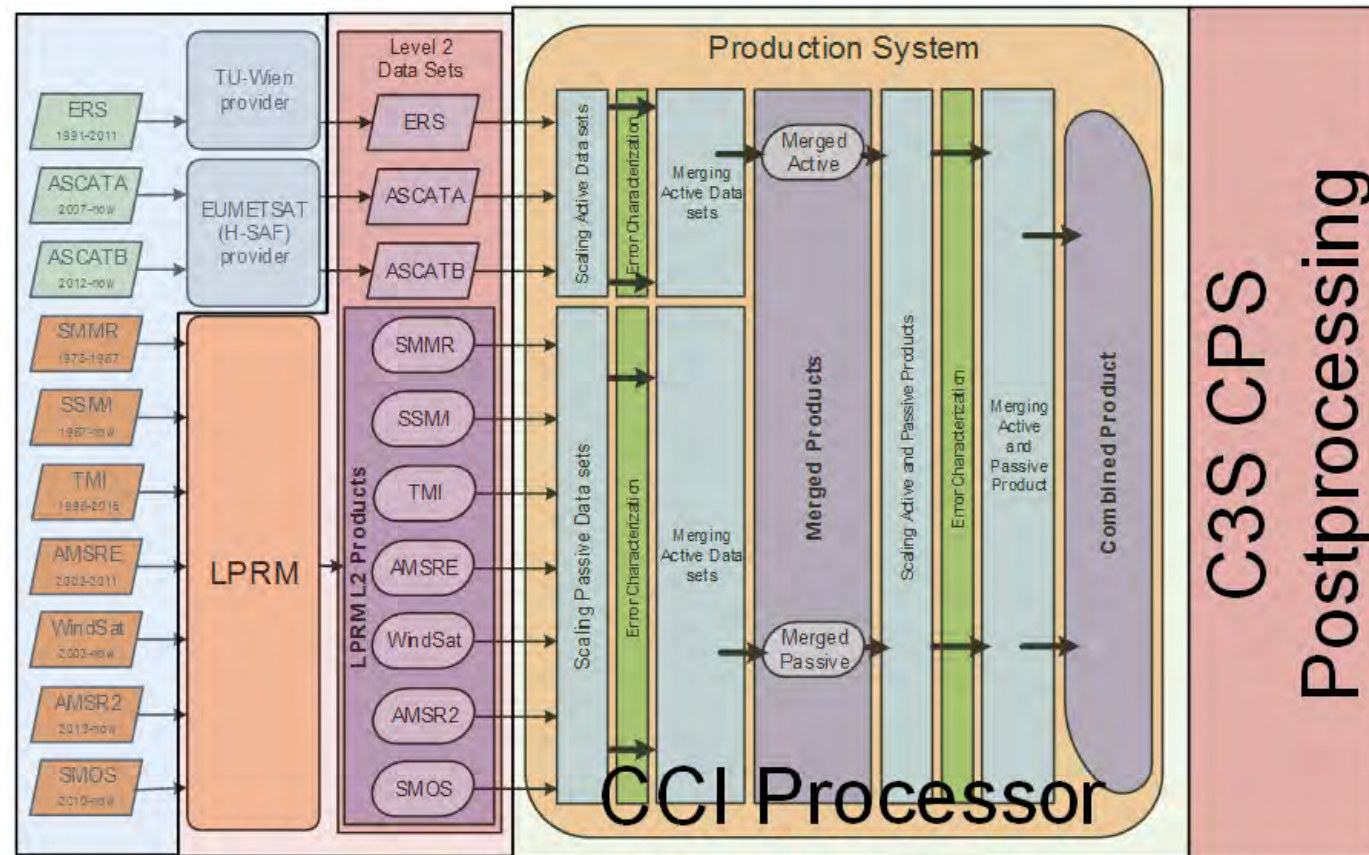 TU-Wien
provider
EUMETSAT
(H-SAF)
provider
ERS
1991-2011
ASCATA
2007-now
ASCATB
2012-now
SMMR
SSM/I
1987-now
TMI
AMSRE
WindSat
2003-now
AMSR2
SMOS
2010-now
LPRM
Level 2
Data Sets
ERS
ASCATA
ASCATB
LPRM L2 Products
SMMR
SSM/I
TMI
AMSRE
WindSat
AMSR2
SMOS
Production System
Scaling Active Data sets
Error Characterization
Merging
Active Data
sets
Scaling Passive Data sets
Error Characterization
Merging
Active Data
sets
Merged
Active
Merged Products
Merged
Passive
Scaling Active and Passive Products
Error Characterization
Merging
Active
and
Passive
Product
Combined Product
CCI Processor
C3S CPS
Postprocessing